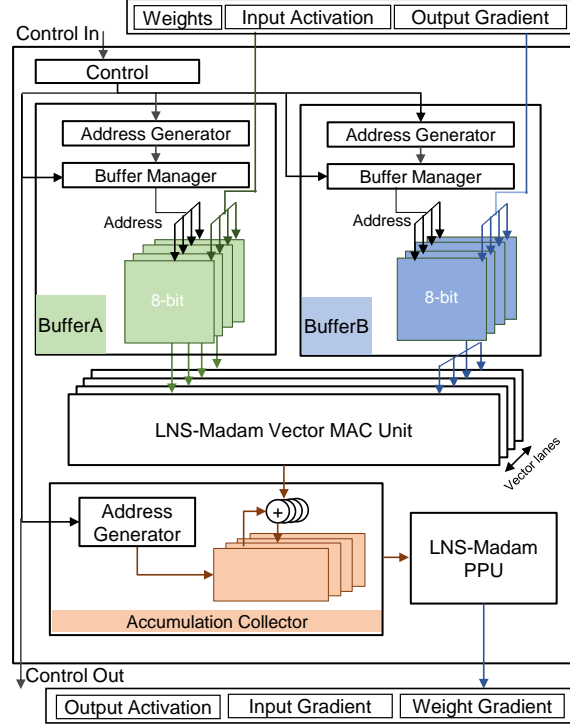 Weights
Input Activation
Output Gradient
Control In
Control
Address Generator
Buffer Manager
Address
8-bit
BufferA
Address Generator
Buffer Manager
Address
8-bit
BufferB
LNS-Madam Vector MAC Unit
Vector lanes
Address
Generator
+
Accumulation Collector
LNS-Madam
PPU
Control Out
Output Activation
Input Gradient
Weight Gradient